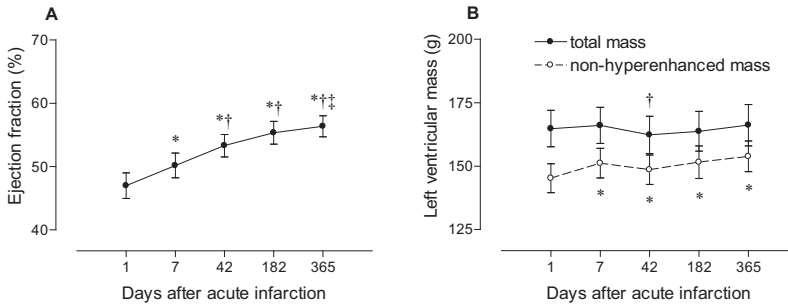 A
Ejection fraction (%)
70
60
50
40
*
*†
*†
*†‡
1 7 42 182 365
Days after acute infarction
B
Left ventricular mass (g)
200
175
150
125
total mass
non-hyperenhanced mass
†
* * * *
1 7 42 182 365
Days after acute infarction